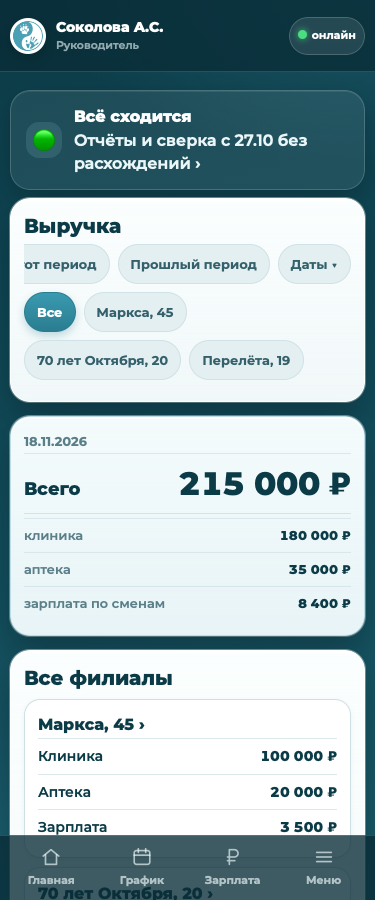 Соколова А.С.
Руководитель
онлайн
Всё сходится
Отчёты и сверка с 27.10 без
расхождений ›
Выручка
от период
Прошлый период
Даты ▾
Все
Маркса, 45
70 лет Октября, 20
Перелёта, 19
18.11.2026
Всего
215 000 ₽
клиника
180 000 ₽
аптека
35 000 ₽
зарплата по сменам
8 400 ₽
Все филиалы
Маркса, 45 ›
Клиника
100 000 ₽
Аптека
20 000 ₽
Зарплата
3 500 ₽
70 лет Октября, 20 ›
Главная
График
Зарплата
Меню